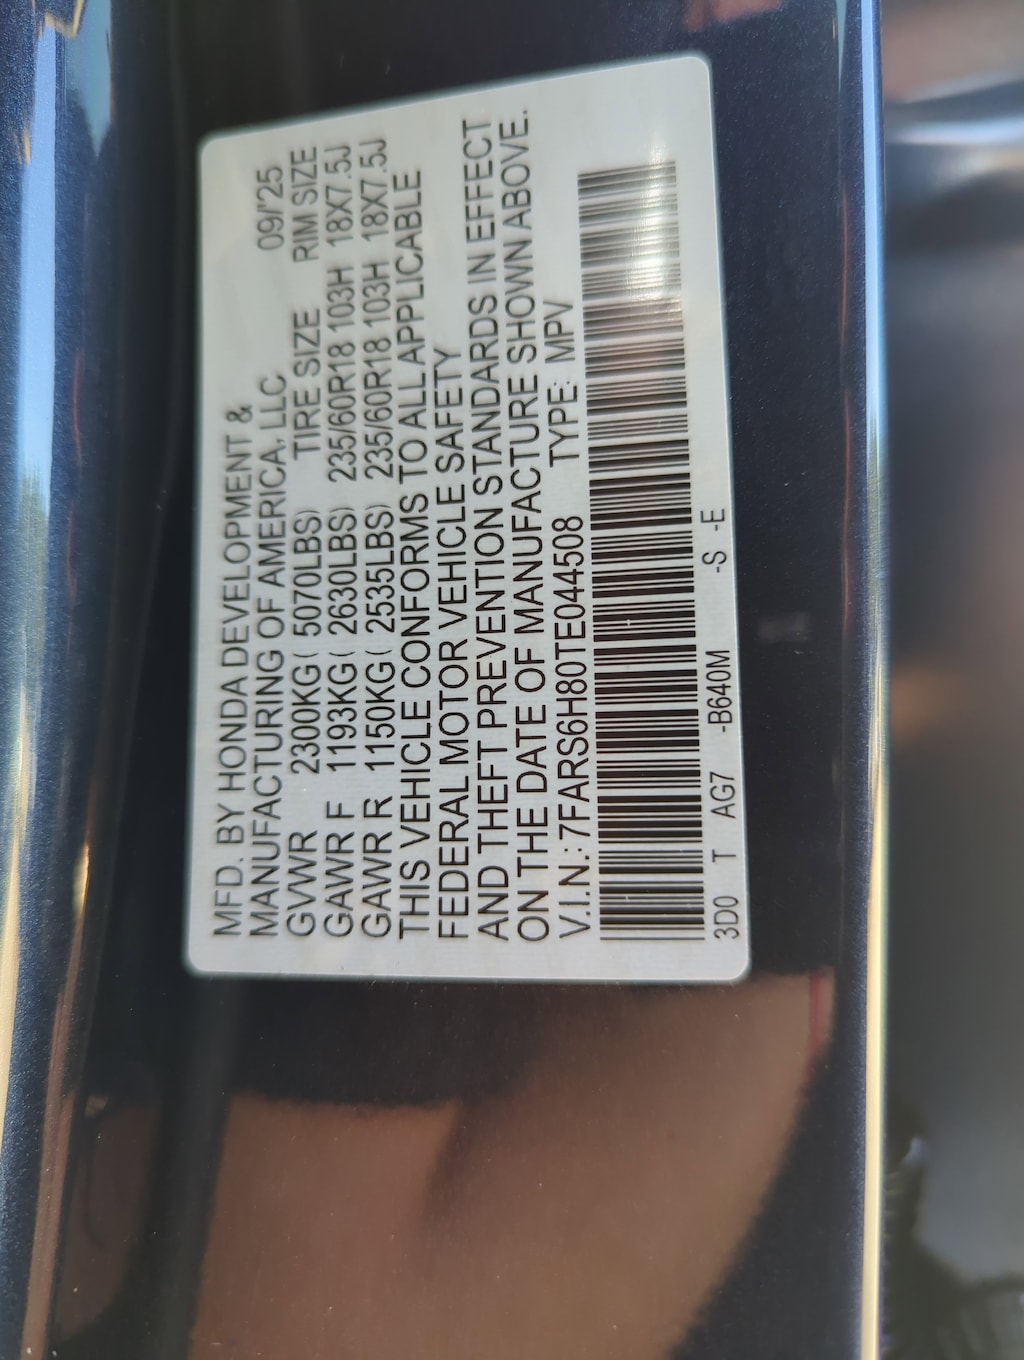 MFD. BY HONDA DEVELOPMENT &
MANUFACTURING OF AMERICA, LLC 09/25
GVWR 2300KG( 5070LBS) TIRE SIZE RIM SIZE
GAWR F 1193KG( 2630LBS) 235/60R18 103H 18X7.5J
GAWR R 1150KG( 2535LBS) 235/60R18 103H 18X7.5J
THIS VEHICLE CONFORMS TO ALL APPLICABLE
FEDERAL MOTOR VEHICLE SAFETY
AND THEFT PREVENTION STANDARDS IN EFFECT
ON THE DATE OF MANUFACTURE SHOWN ABOVE.
V.I.N.: 7FARS6H80TE044508 TYPE: MPV
3D0 T AG7 -B640M -S -E